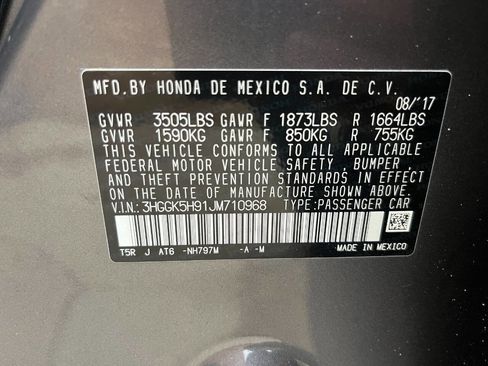 MFD. BY HONDA DE MEXICO S.A. DE C.V.
08/'17
GVWR 3505LBS GAWR F 1873LBS R 1664LBS
GVWR 1590KG GAWR F 850KG R 755KG
THIS VEHICLE CONFORMS TO ALL APPLICABLE
FEDERAL MOTOR VEHICLE SAFETY, BUMPER,
AND THEFT PREVENTION STANDARDS IN EFFECT
ON THE DATE OF MANUFACTURE SHOWN ABOVE.
V.I.N.: 3HGGK5H91JM710968 TYPE:PASSENGER CAR
T5R J AT6 -NH797M -A -M MADE IN MEXICO